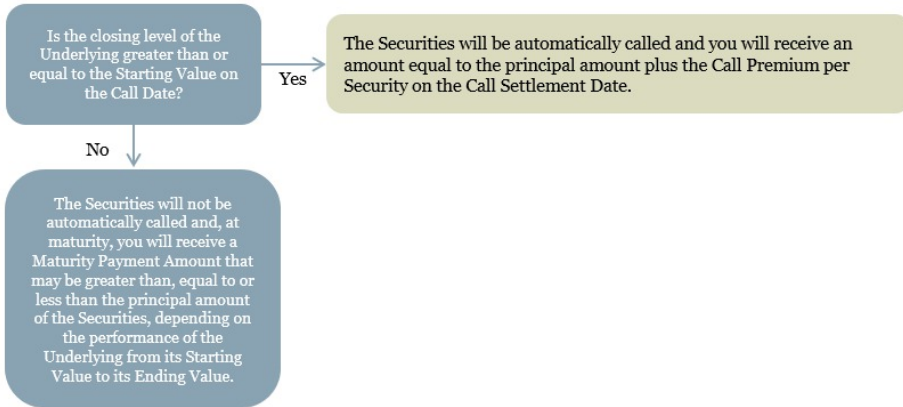 Is the closing level of the
Underlying greater than or
equal to the Starting Value on
the Call Date?
Yes
The Securities will be automatically called and you will receive an
amount equal to the principal amount plus the Call Premium per
Security on the Call Settlement Date.
No
The Securities will not be
automatically called and, at
maturity, you will receive a
Maturity Payment Amount that
may be greater than, equal to or
less than the principal amount
of the Securities, depending on
the performance of the
Underlying from its Starting
Value to its Ending Value.